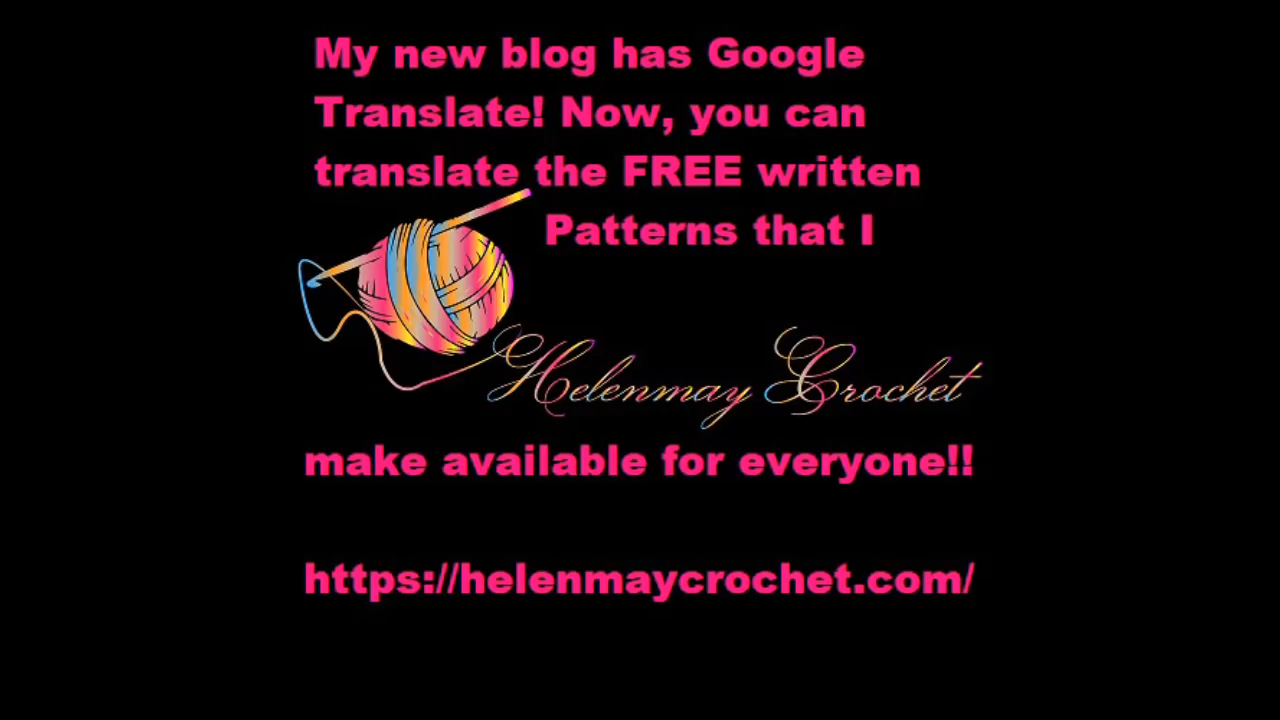 My new blog has Google
Translate! Now, you can
translate the FREE written
Patterns that I
Helenmay Crochet
make available for everyone!!
https://helenmaycrochet.com/